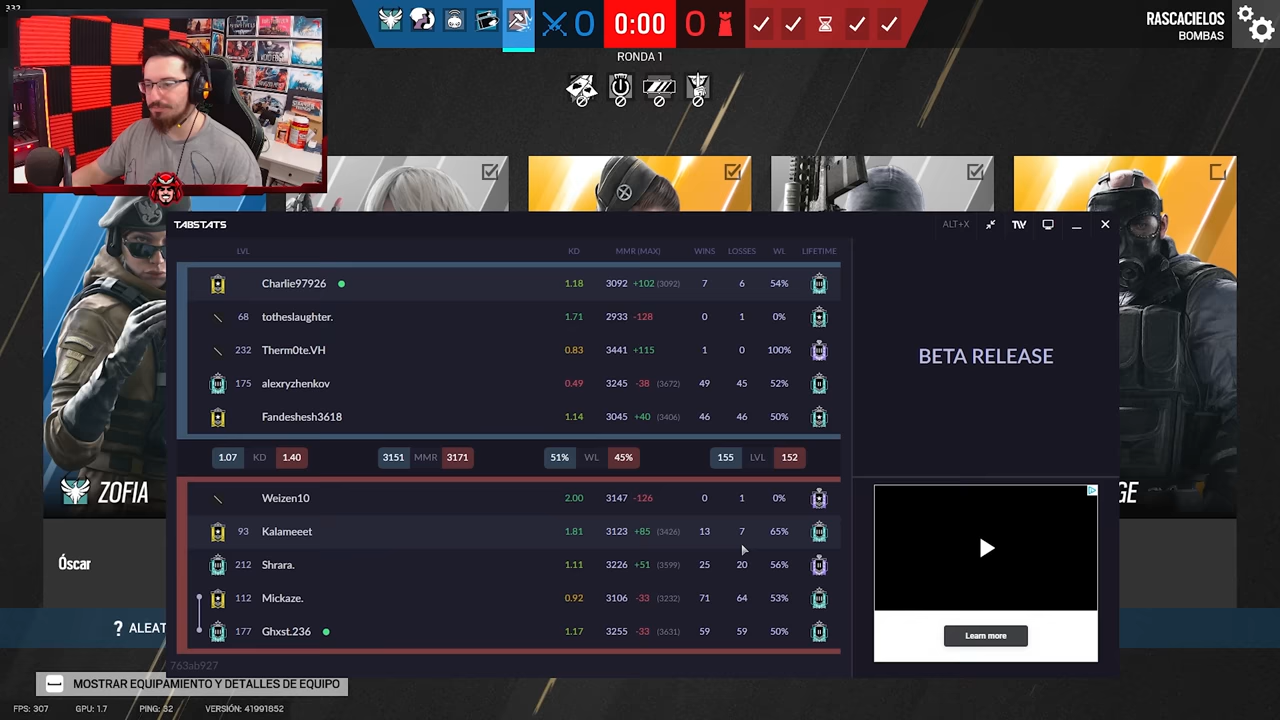 332
0
0:00
0
RASCACIELOS
BOMBAS
RONDA 1
TABSTATS
ALT+X
LVL KD MMR (MAX) WINS LOSSES WL LIFETIME
Charlie97926 1.18 3092 +102 (3092) 7 6 54%
68 totheslaughter. 1.71 2933 -128 0 1 0%
232 Therm0te.VH 0.83 3441 +115 1 0 100%
175 alexryzhenkov 0.49 3245 -38 (3672) 49 45 52%
Fandeshesh3618 1.14 3045 +40 (3406) 46 46 50%
1.07 KD 1.40 3151 MMR 3171 51% WL 45% 155 LVL 152
Weizen10 2.00 3147 -126 0 1 0%
93 Kalameeet 1.81 3123 +85 (3426) 13 7 65%
212 Shrara. 1.11 3226 +51 (3599) 25 20 56%
112 Mickaze. 0.92 3106 -33 (3232) 71 64 53%
177 Ghxst.236 1.17 3255 -33 (3631) 59 59 50%
763ab927
BETA RELEASE
Learn more
ZOFIA
GE
Óscar
? ALEAT
MOSTRAR EQUIPAMIENTO Y DETALLES DE EQUIPO
FPS: 307 GPU: 1.7 PING: 32 VERSIÓN: 41991652